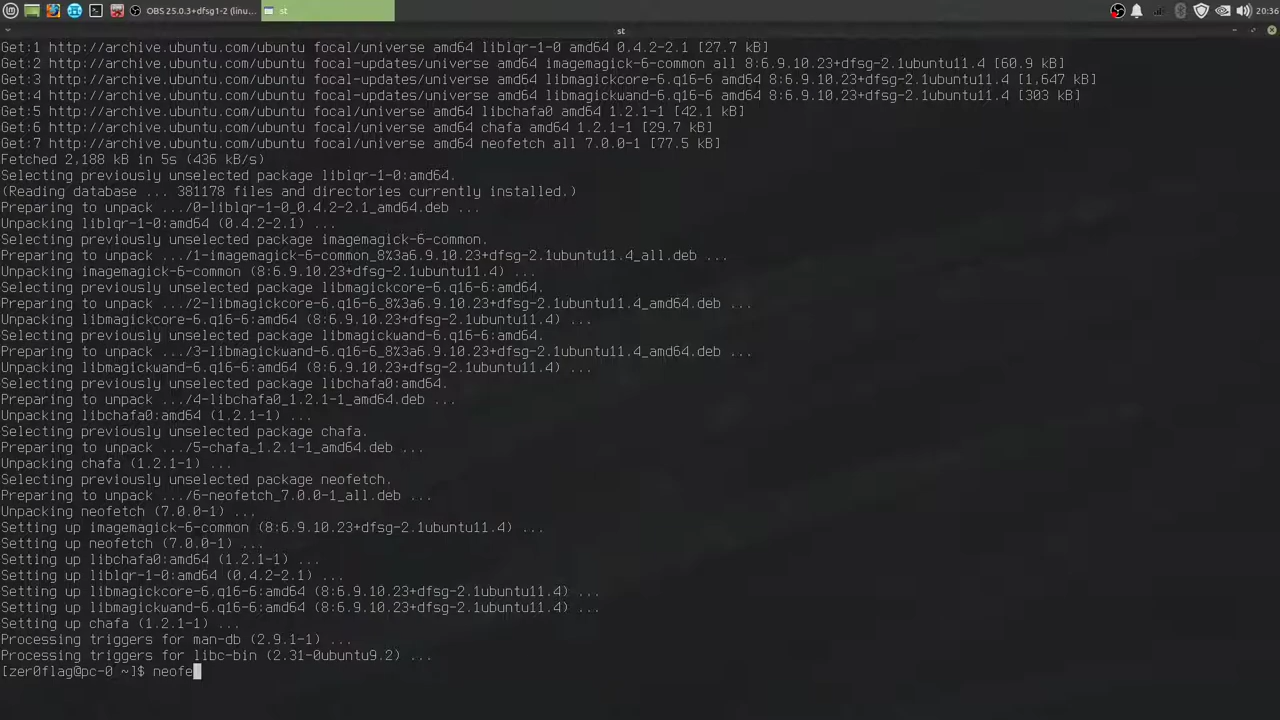 OBS 25.0.3+dfsg1-2 (linu...
st
20:36
st
Get:1 http://archive.ubuntu.com/ubuntu focal/universe amd64 liblqr-1-0 amd64 0.4.2-2.1 [27.7 kB]
Get:2 http://archive.ubuntu.com/ubuntu focal-updates/universe amd64 imagemagick-6-common all 8:6.9.10.23+dfsg-2.1ubuntu11.4 [60.9 kB]
Get:3 http://archive.ubuntu.com/ubuntu focal-updates/universe amd64 libmagickcore-6.q16-6 amd64 8:6.9.10.23+dfsg-2.1ubuntu11.4 [1,647 kB]
Get:4 http://archive.ubuntu.com/ubuntu focal-updates/universe amd64 libmagickwand-6.q16-6 amd64 8:6.9.10.23+dfsg-2.1ubuntu11.4 [303 kB]
Get:5 http://archive.ubuntu.com/ubuntu focal/universe amd64 libchafa0 amd64 1.2.1-1 [42.1 kB]
Get:6 http://archive.ubuntu.com/ubuntu focal/universe amd64 chafa amd64 1.2.1-1 [29.7 kB]
Get:7 http://archive.ubuntu.com/ubuntu focal/universe amd64 neofetch all 7.0.0-1 [77.5 kB]
Fetched 2,188 kB in 5s (436 kB/s)
Selecting previously unselected package liblqr-1-0:amd64.
(Reading database ... 381178 files and directories currently installed.)
Preparing to unpack .../0-liblqr-1-0_0.4.2-2.1_amd64.deb ...
Unpacking liblqr-1-0:amd64 (0.4.2-2.1) ...
Selecting previously unselected package imagemagick-6-common.
Preparing to unpack .../1-imagemagick-6-common_8%3a6.9.10.23+dfsg-2.1ubuntu11.4_all.deb ...
Unpacking imagemagick-6-common (8:6.9.10.23+dfsg-2.1ubuntu11.4) ...
Selecting previously unselected package libmagickcore-6.q16-6:amd64.
Preparing to unpack .../2-libmagickcore-6.q16-6_8%3a6.9.10.23+dfsg-2.1ubuntu11.4_amd64.deb ...
Unpacking libmagickcore-6.q16-6:amd64 (8:6.9.10.23+dfsg-2.1ubuntu11.4) ...
Selecting previously unselected package libmagickwand-6.q16-6:amd64.
Preparing to unpack .../3-libmagickwand-6.q16-6_8%3a6.9.10.23+dfsg-2.1ubuntu11.4_amd64.deb ...
Unpacking libmagickwand-6.q16-6:amd64 (8:6.9.10.23+dfsg-2.1ubuntu11.4) ...
Selecting previously unselected package libchafa0:amd64.
Preparing to unpack .../4-libchafa0_1.2.1-1_amd64.deb ...
Unpacking libchafa0:amd64 (1.2.1-1) ...
Selecting previously unselected package chafa.
Preparing to unpack .../5-chafa_1.2.1-1_amd64.deb ...
Unpacking chafa (1.2.1-1) ...
Selecting previously unselected package neofetch.
Preparing to unpack .../6-neofetch_7.0.0-1_all.deb ...
Unpacking neofetch (7.0.0-1) ...
Setting up imagemagick-6-common (8:6.9.10.23+dfsg-2.1ubuntu11.4) ...
Setting up neofetch (7.0.0-1) ...
Setting up libchafa0:amd64 (1.2.1-1) ...
Setting up liblqr-1-0:amd64 (0.4.2-2.1) ...
Setting up libmagickcore-6.q16-6:amd64 (8:6.9.10.23+dfsg-2.1ubuntu11.4) ...
Setting up libmagickwand-6.q16-6:amd64 (8:6.9.10.23+dfsg-2.1ubuntu11.4) ...
Setting up chafa (1.2.1-1) ...
Processing triggers for man-db (2.9.1-1) ...
Processing triggers for libc-bin (2.31-0ubuntu9.2) ...
[zer0flag@pc-0 ~]$ neofe